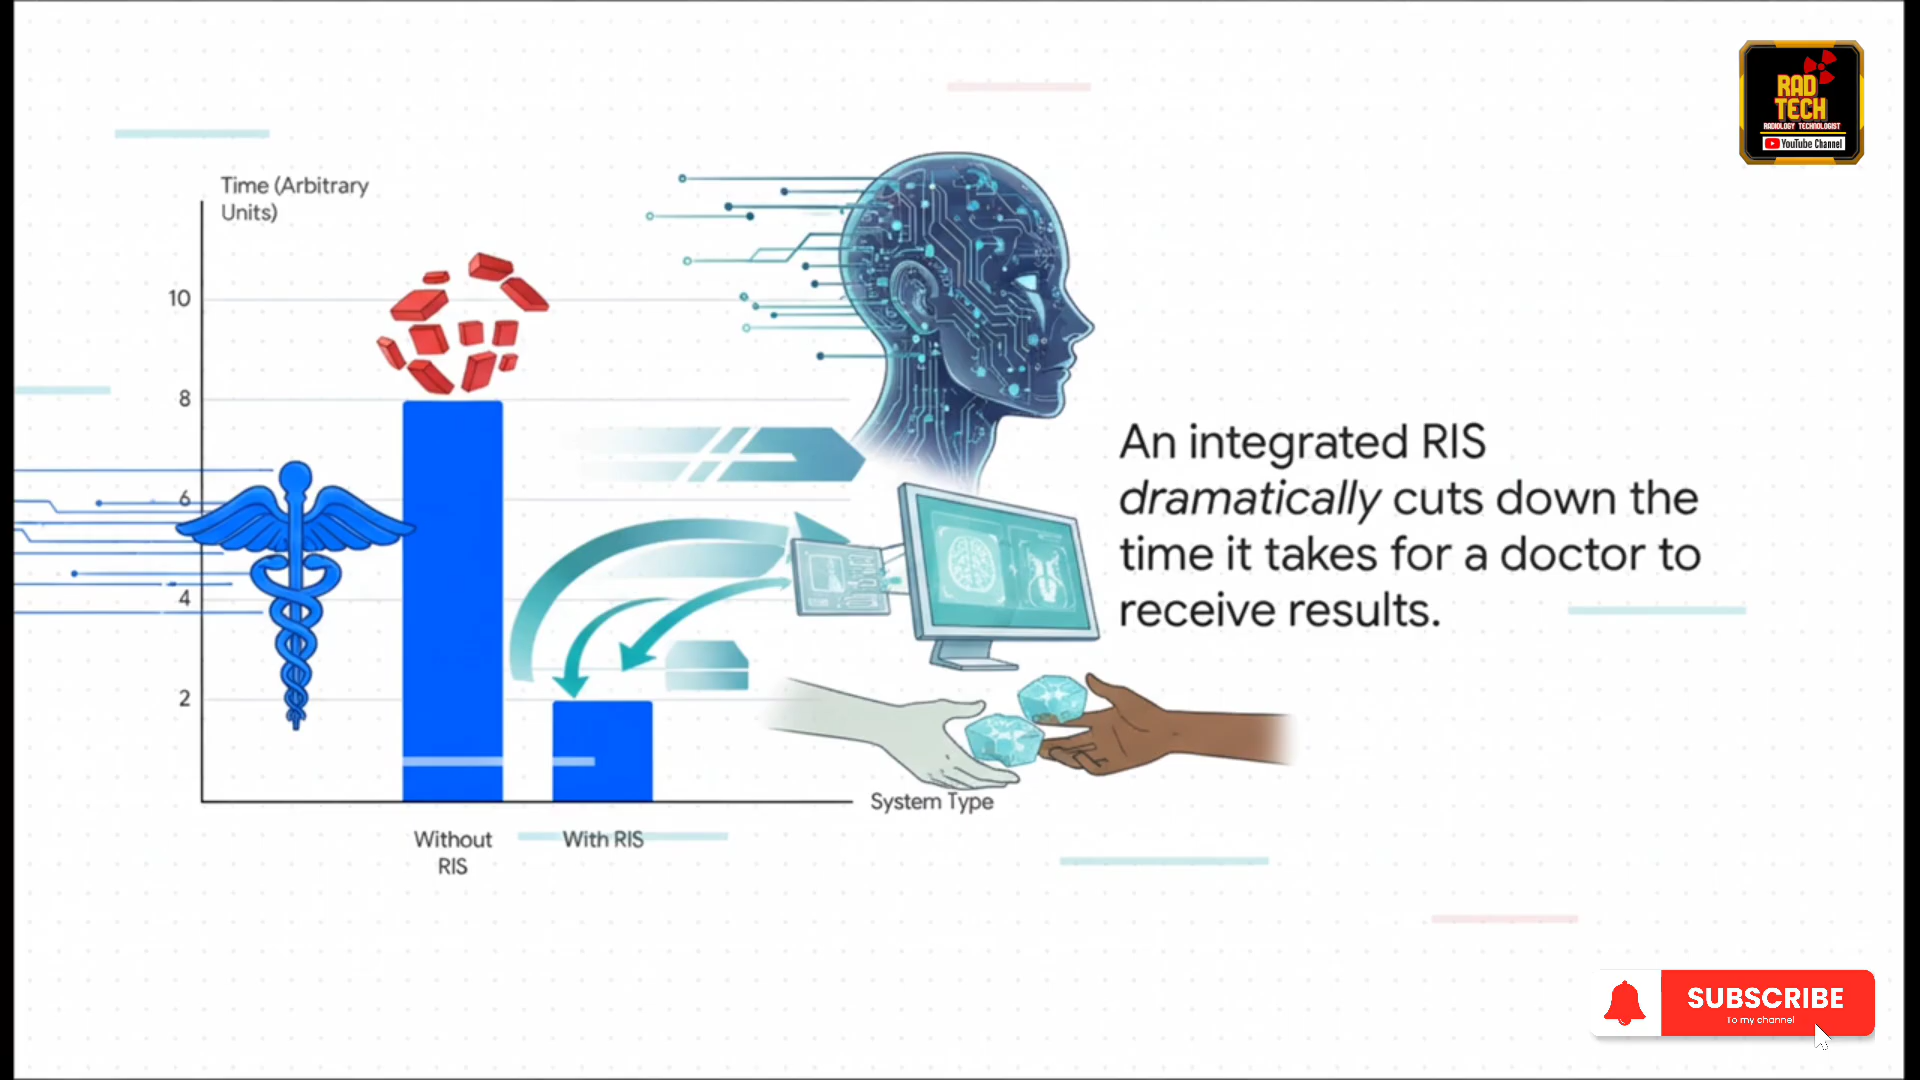 RAD
TECH
RADIOLOGY TECHNOLOGIST
YouTube Channel
Time (Arbitrary
Units)
10
8
6
4
2
An integrated RIS
dramatically cuts down the
time it takes for a doctor to
receive results.
System Type
Without
RIS
With RIS
SUBSCRIBE
To my channel